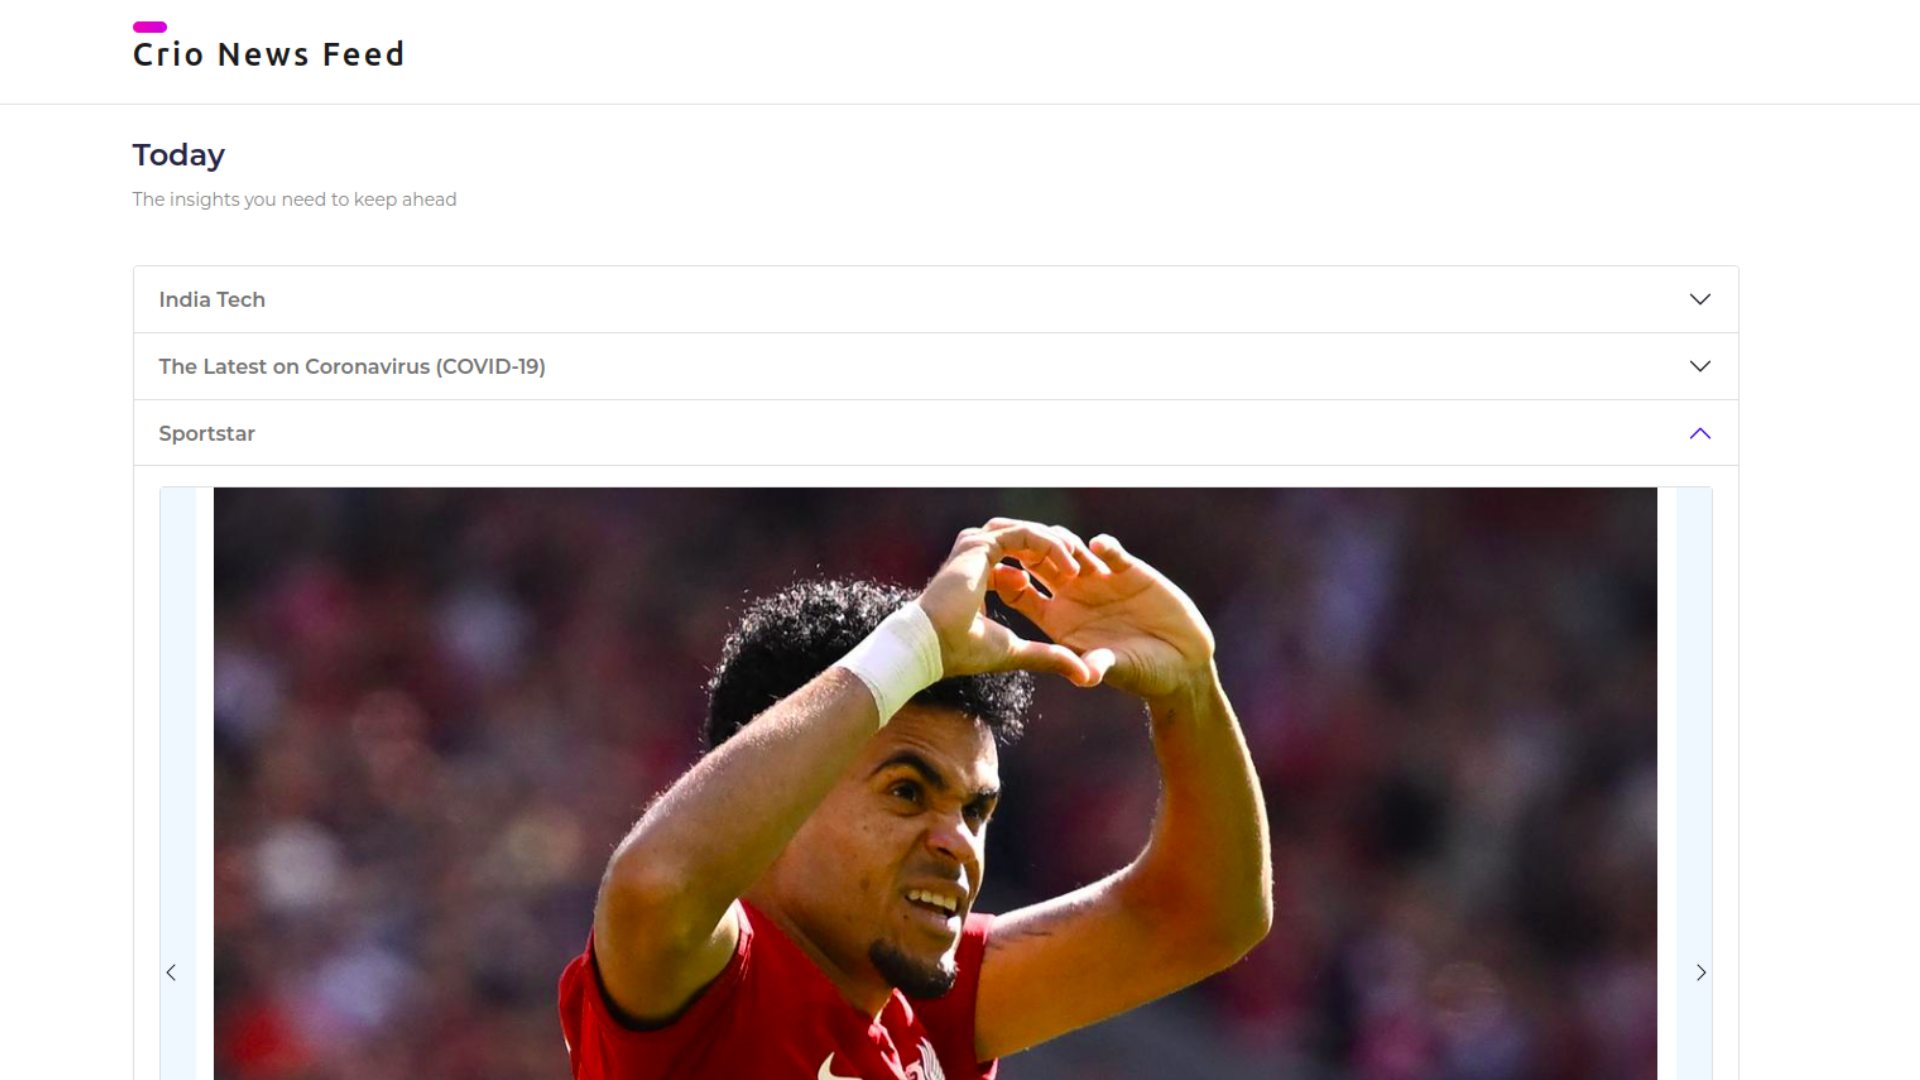 Crio News Feed
Today
The insights you need to keep ahead
India Tech
The Latest on Coronavirus (COVID-19)
Sportstar